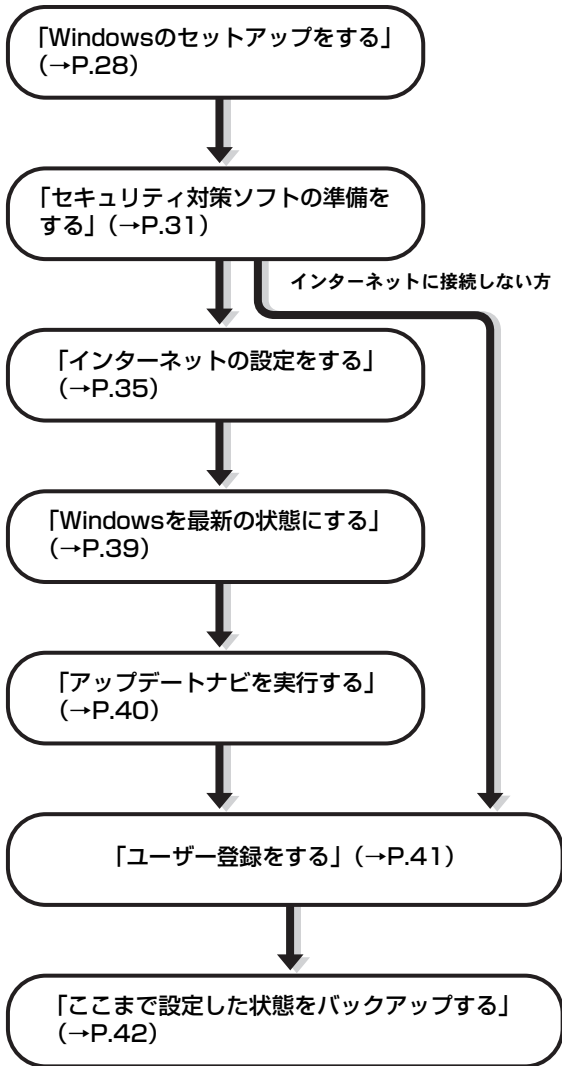 「Windowsのセットアップをする」
(→P.28)
「セキュリティ対策ソフトの準備を
する」(→P.31)
インターネットに接続しない方
「インターネットの設定をする」
(→P.35)
「Windowsを最新の状態にする」
(→P.39)
「アップデートナビを実行する」
(→P.40)
「ユーザー登録をする」(→P.41)
「ここまで設定した状態をバックアップする」
(→P.42)